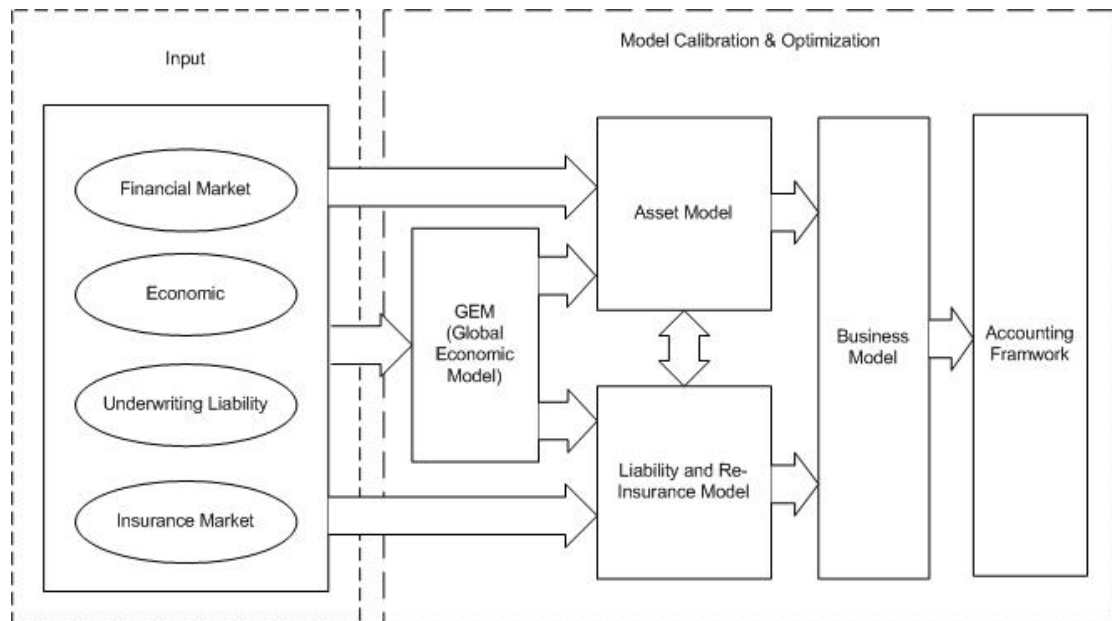 Input
Model Calibration & Optimization
Financial Market
Economic
Underwriting Liability
Insurance Market
GEM
(Global
Economic
Model)
Asset Model
Liability and Re-
Insurance Model
Business
Model
Accounting
Framwork